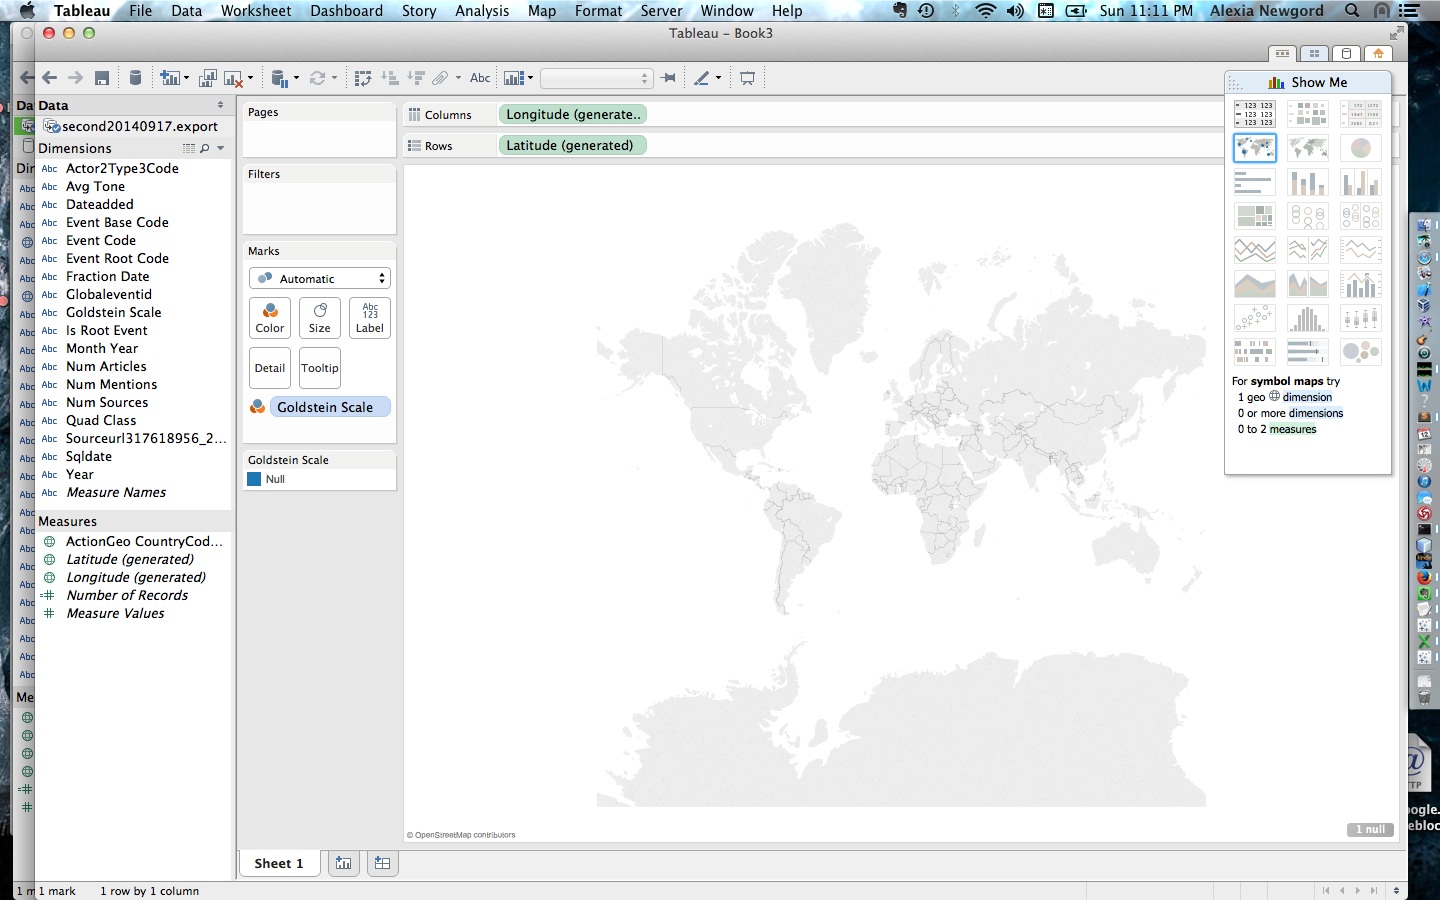 Tableau File Data Worksheet Dashboard Story Analysis Map Format Server Window Help Sun 11:11 PM Alexia Newgord
Tableau - Book3
Abc
Show Me
Da
Data
second20140917.export
Dimensions
Abc Actor2Type3Code
Abc Avg Tone
Abc Dateadded
Abc Event Base Code
Abc Event Code
Abc Event Root Code
Abc Fraction Date
Abc Globaleventid
Abc Goldstein Scale
Abc Is Root Event
Abc Month Year
Abc Num Articles
Abc Num Mentions
Abc Num Sources
Abc Quad Class
Abc Sourceurl317618956_2...
Abc Sqldate
Abc Year
Abc Measure Names
Measures
ActionGeo CountryCod...
Latitude (generated)
Longitude (generated)
Number of Records
Measure Values
Me
Pages
Filters
Marks
Automatic
Color
Size
Abc
123
Label
Detail
Tooltip
Goldstein Scale
Goldstein Scale
Null
Columns
Longitude (generate..
Rows
Latitude (generated)
For symbol maps try
1 geo dimension
0 or more dimensions
0 to 2 measures
© OpenStreetMap contributors
1 null
Sheet 1
1 m
1 mark 1 row by 1 column